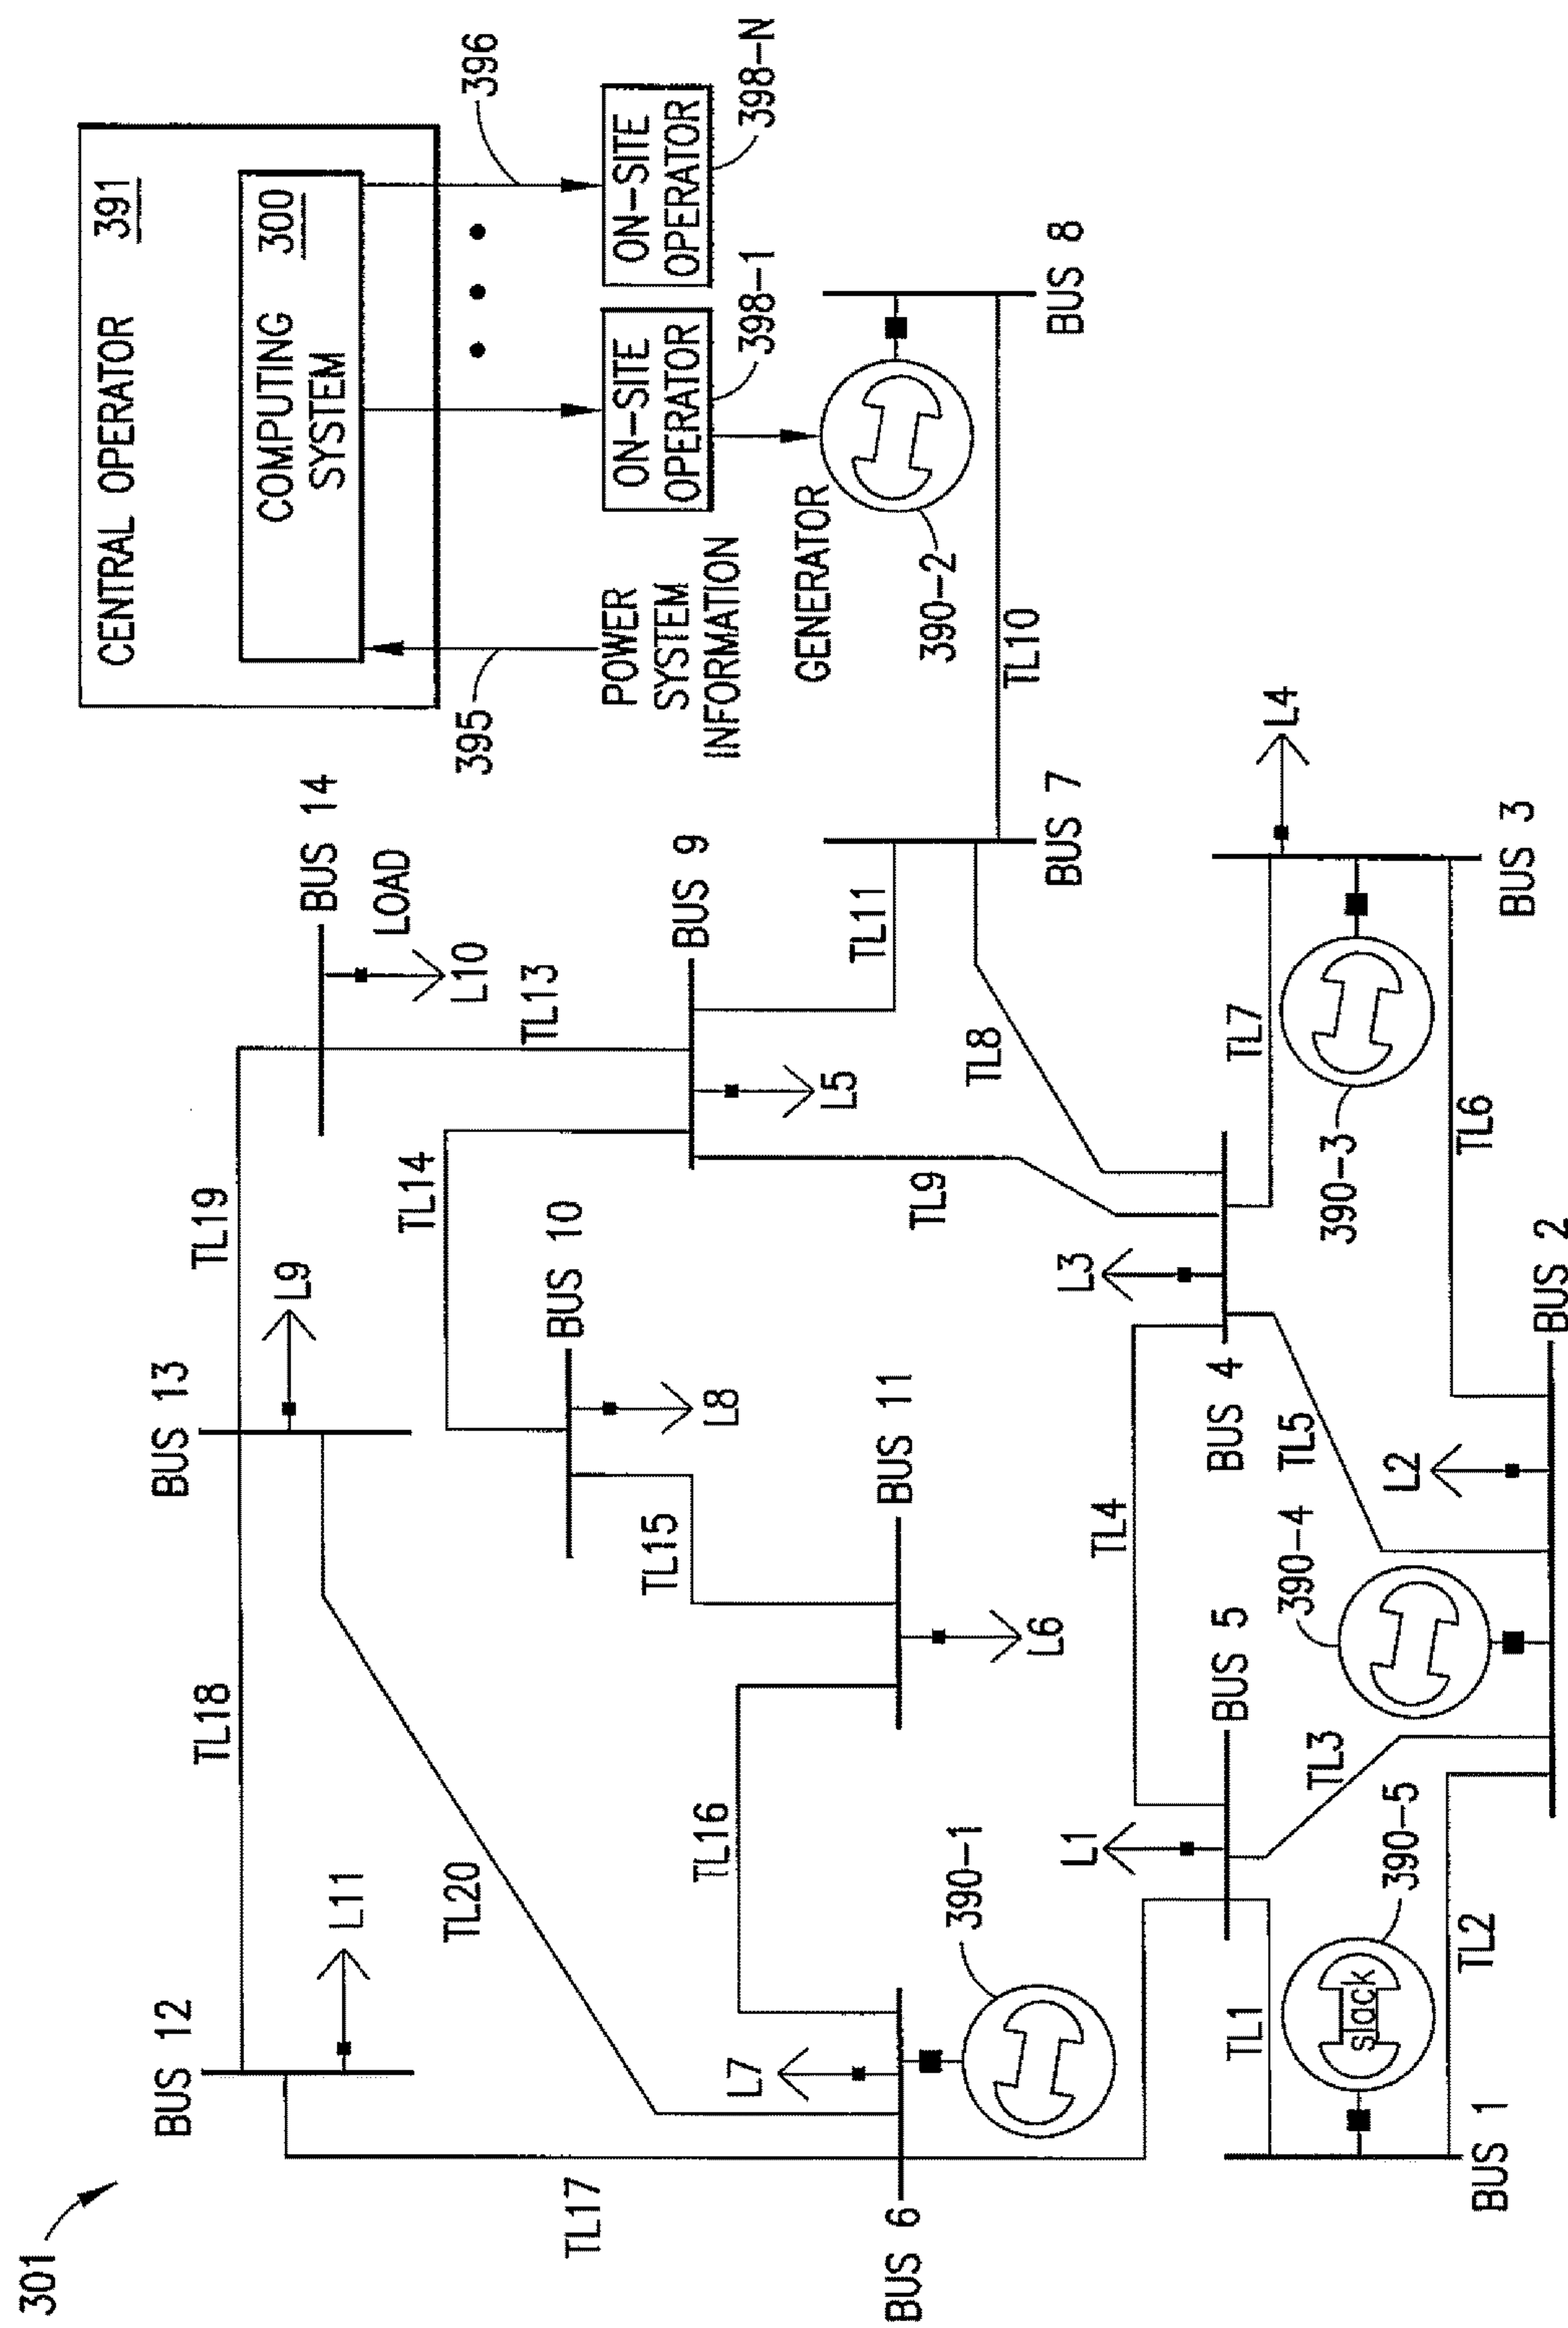 301
CENTRAL OPERATOR 391
COMPUTING 300
SYSTEM
395
396
POWER
SYSTEM
INFORMATION
ON-SITE
OPERATOR
398-1
ON-SITE
OPERATOR
398-N
GENERATOR
390-2
BUS 8
TL10
BUS 7
BUS 12
L11
TL18
BUS 13
L9
TL19
BUS 14
LOAD
L10
TL20
TL17
TL14
TL13
BUS 10
L8
BUS 9
L5
TL11
TL15
TL16
BUS 11
L6
L7
BUS 6
390-1
TL9
TL8
L3
L4
TL4
L1
BUS 5
BUS 4
TL7
TL1
slack
390-5
TL3
390-4
TL5
L2
390-3
TL2
TL6
BUS 1
BUS 2
BUS 3